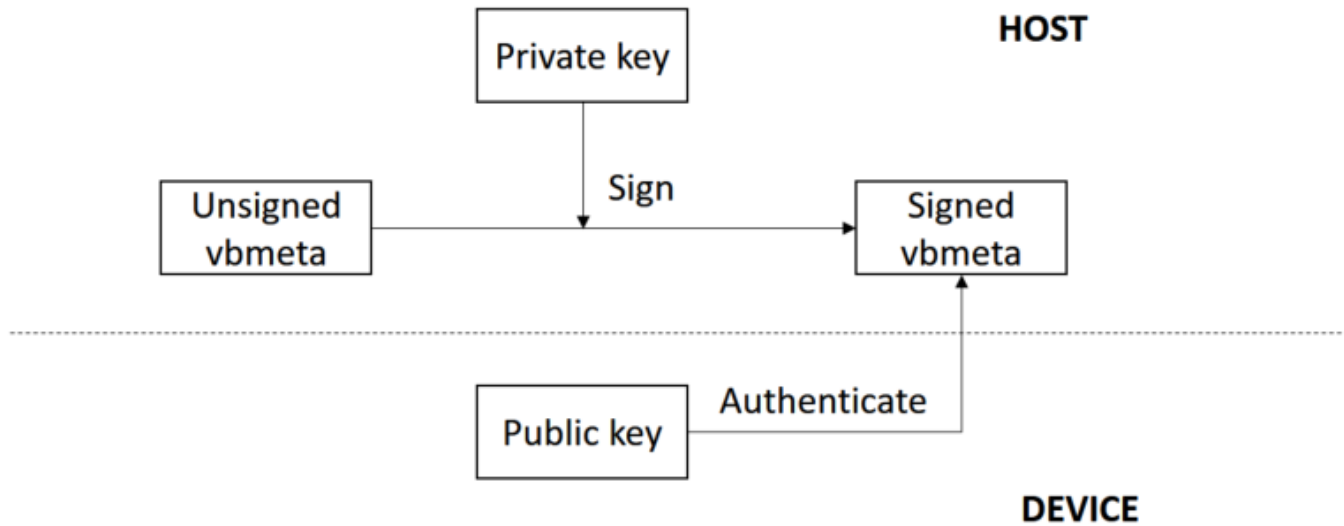 HOST
Private key
Sign
Unsigned
vbmeta
Signed
vbmeta
Authenticate
Public key
DEVICE